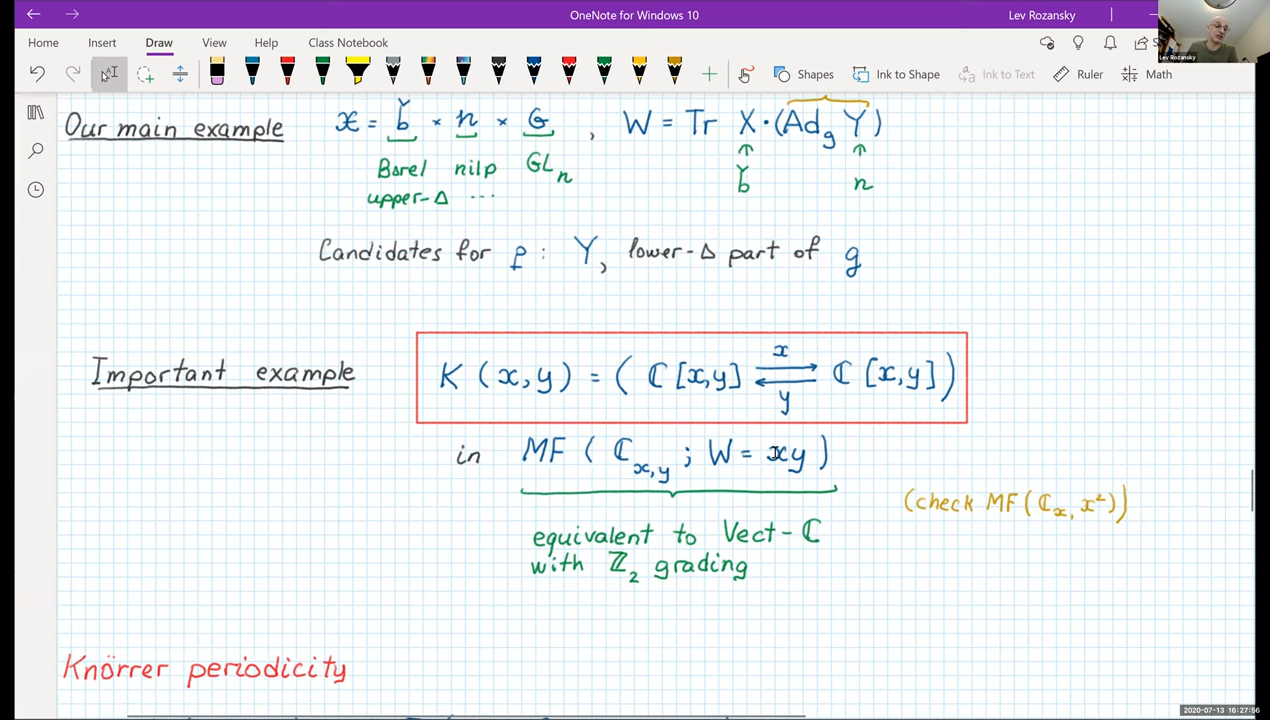 OneNote for Windows 10
Lev Rozansky
Home Insert Draw View Help Class Notebook
Shapes Ink to Shape Ink to Text Ruler Math
Our main example 𝔛 = b × n × G , W = Tr X·(Ad_g Y)
Borel nilp GL_n
upper-Δ ...
b n
Candidates for p : Y, lower-Δ part of g
Important example K(x,y) = (ℂ[x,y] ⇄ ℂ[x,y])
x
y
in MF(ℂ_x,y ; W = xy)
(check MF(ℂ_x, x²))
equivalent to Vect-ℂ
with ℤ₂ grading
Knörrer periodicity
2020-07-13 16:27:56